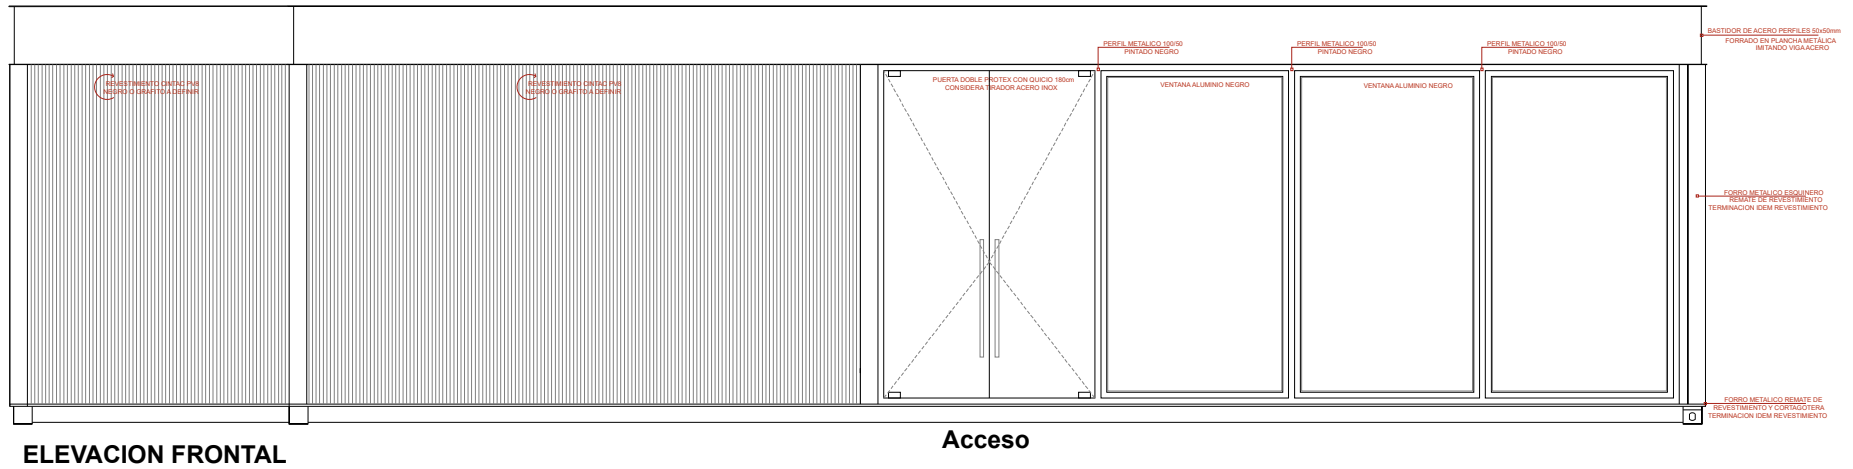 PERFIL METALICO 100/50
PINTADO NEGRO
PERFIL METALICO 100/50
PINTADO NEGRO
PERFIL METALICO 100/50
PINTADO NEGRO
BASTIDOR DE ACERO PERFILES 50x50mm
FORRADO EN PLANCHA METÁLICA
IMITANDO VIGA ACERO
REVESTIMIENTO CINTAC PV8
NEGRO O GRAFITO A DEFINIR
REVESTIMIENTO CINTAC PV8
NEGRO O GRAFITO A DEFINIR
PUERTA DOBLE PROTEX CON QUICIO 180cm
CONSIDERA TIRADOR ACERO INOX
VENTANA ALUMINIO NEGRO
VENTANA ALUMINIO NEGRO
FORRO METALICO ESQUINERO
REMATE DE REVESTIMIENTO
TERMINACION IDEM REVESTIMIENTO
FORRO METALICO REMATE DE
REVESTIMIENTO Y CORTAGOTERA
TERMINACION IDEM REVESTIMIENTO
Acceso
ELEVACION FRONTAL